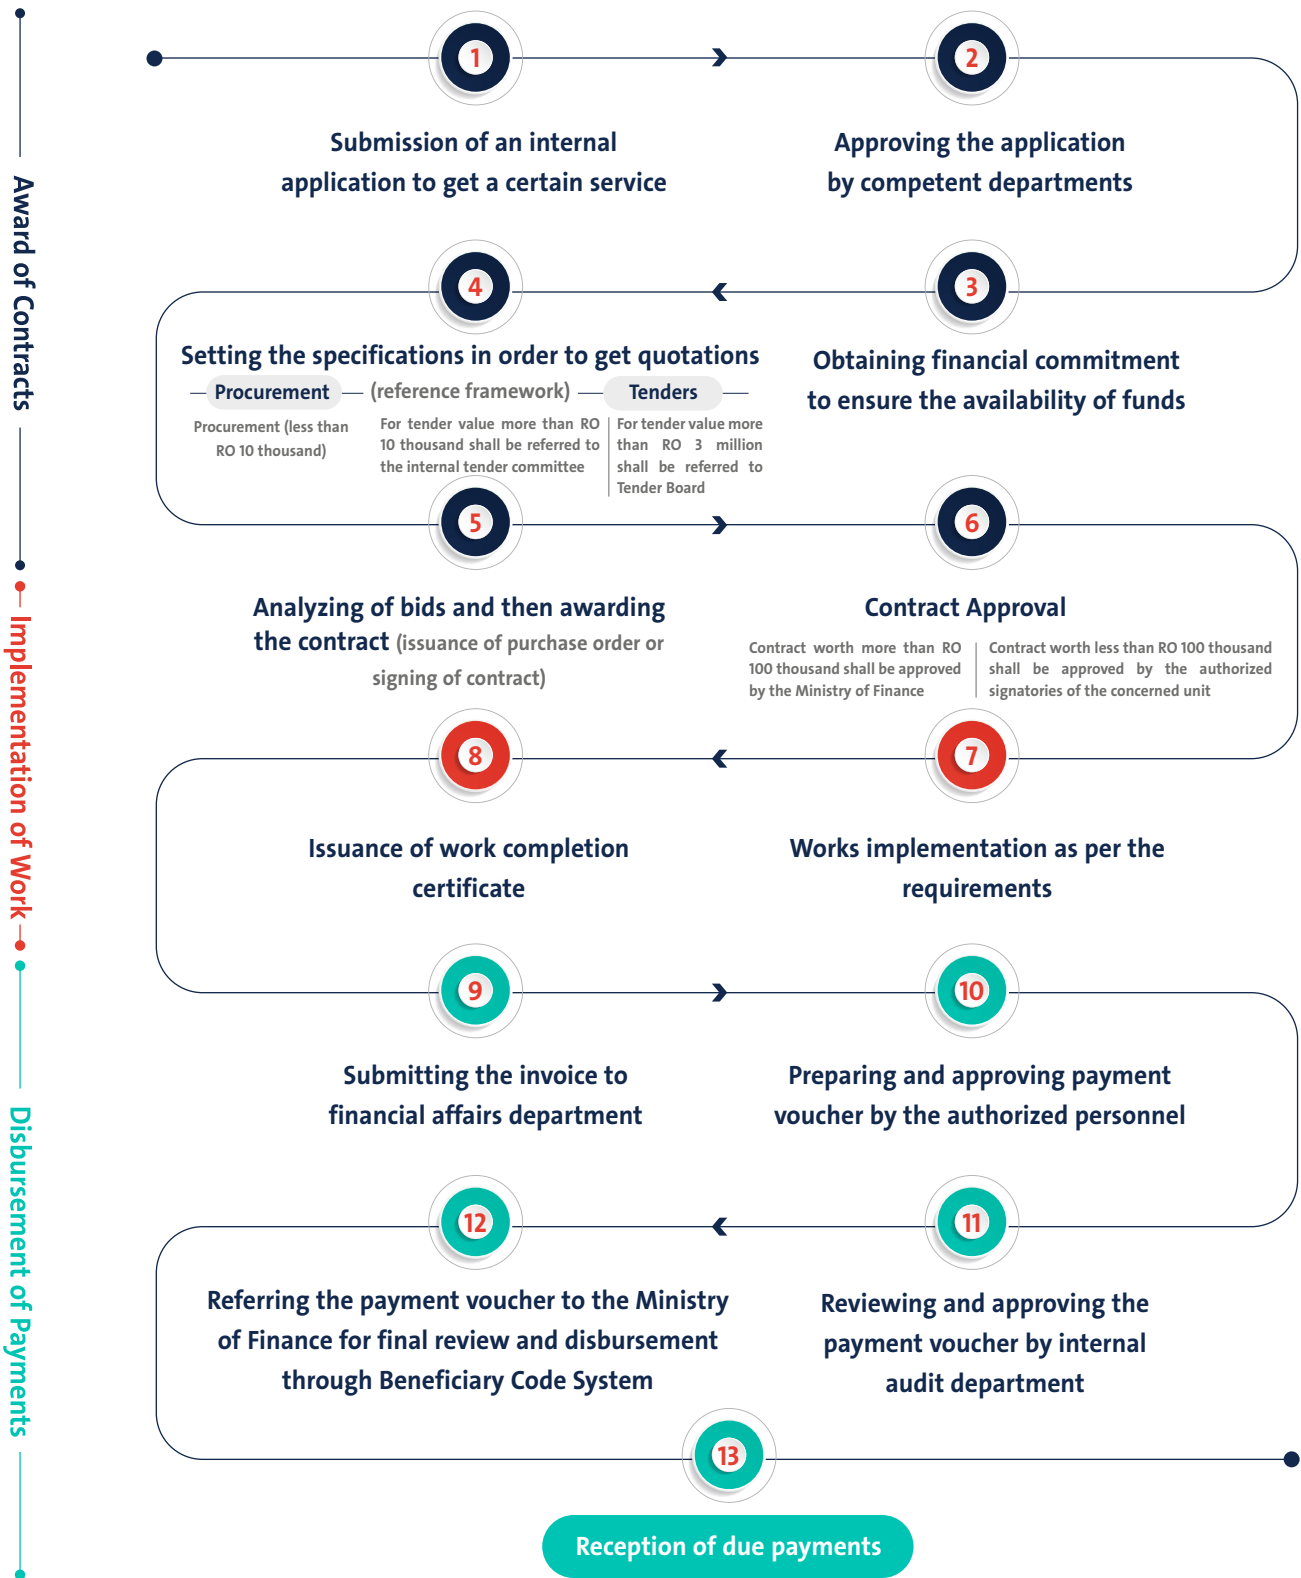 Award of Contracts
Implementation of Work
Disbursement of Payments
1
Submission of an internal
application to get a certain service
2
Approving the application
by competent departments
3
Obtaining financial commitment
to ensure the availability of funds
4
Setting the specifications in order to get quotations
Procurement
(reference framework)
Tenders
Procurement (less than
RO 10 thousand)
For tender value more than RO
10 thousand shall be referred to
the internal tender committee
For tender value more
than RO 3 million
shall be referred to
Tender Board
5
Analyzing of bids and then awarding
the contract (issuance of purchase order or
signing of contract)
6
Contract Approval
Contract worth more than RO
100 thousand shall be approved
by the Ministry of Finance
Contract worth less than RO 100 thousand
shall be approved by the authorized
signatories of the concerned unit
7
Works implementation as per the
requirements
8
Issuance of work completion
certificate
9
Submitting the invoice to
financial affairs department
10
Preparing and approving payment
voucher by the authorized personnel
11
Reviewing and approving the
payment voucher by internal
audit department
12
Referring the payment voucher to the Ministry
of Finance for final review and disbursement
through Beneficiary Code System
13
Reception of due payments